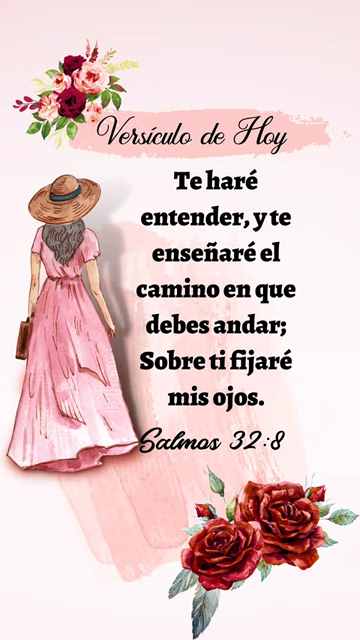 Versículo de Hoy
Te haré
entender, y te
enseñaré el
camino en que
debes andar;
Sobre ti fijaré
mis ojos.
Salmos 32:8